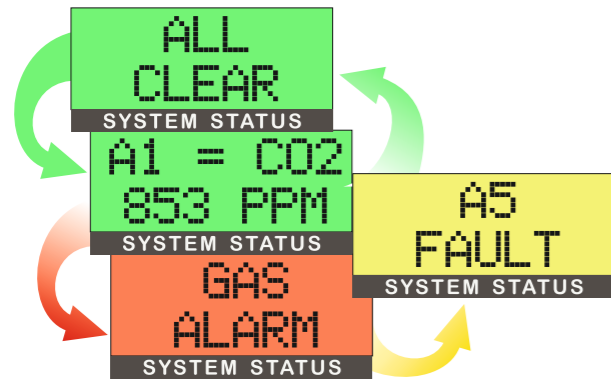 ALL
CLEAR
SYSTEM STATUS
A1 = CO2
853 PPM
SYSTEM STATUS
A5
FAULT
SYSTEM STATUS
GAS
ALARM
SYSTEM STATUS